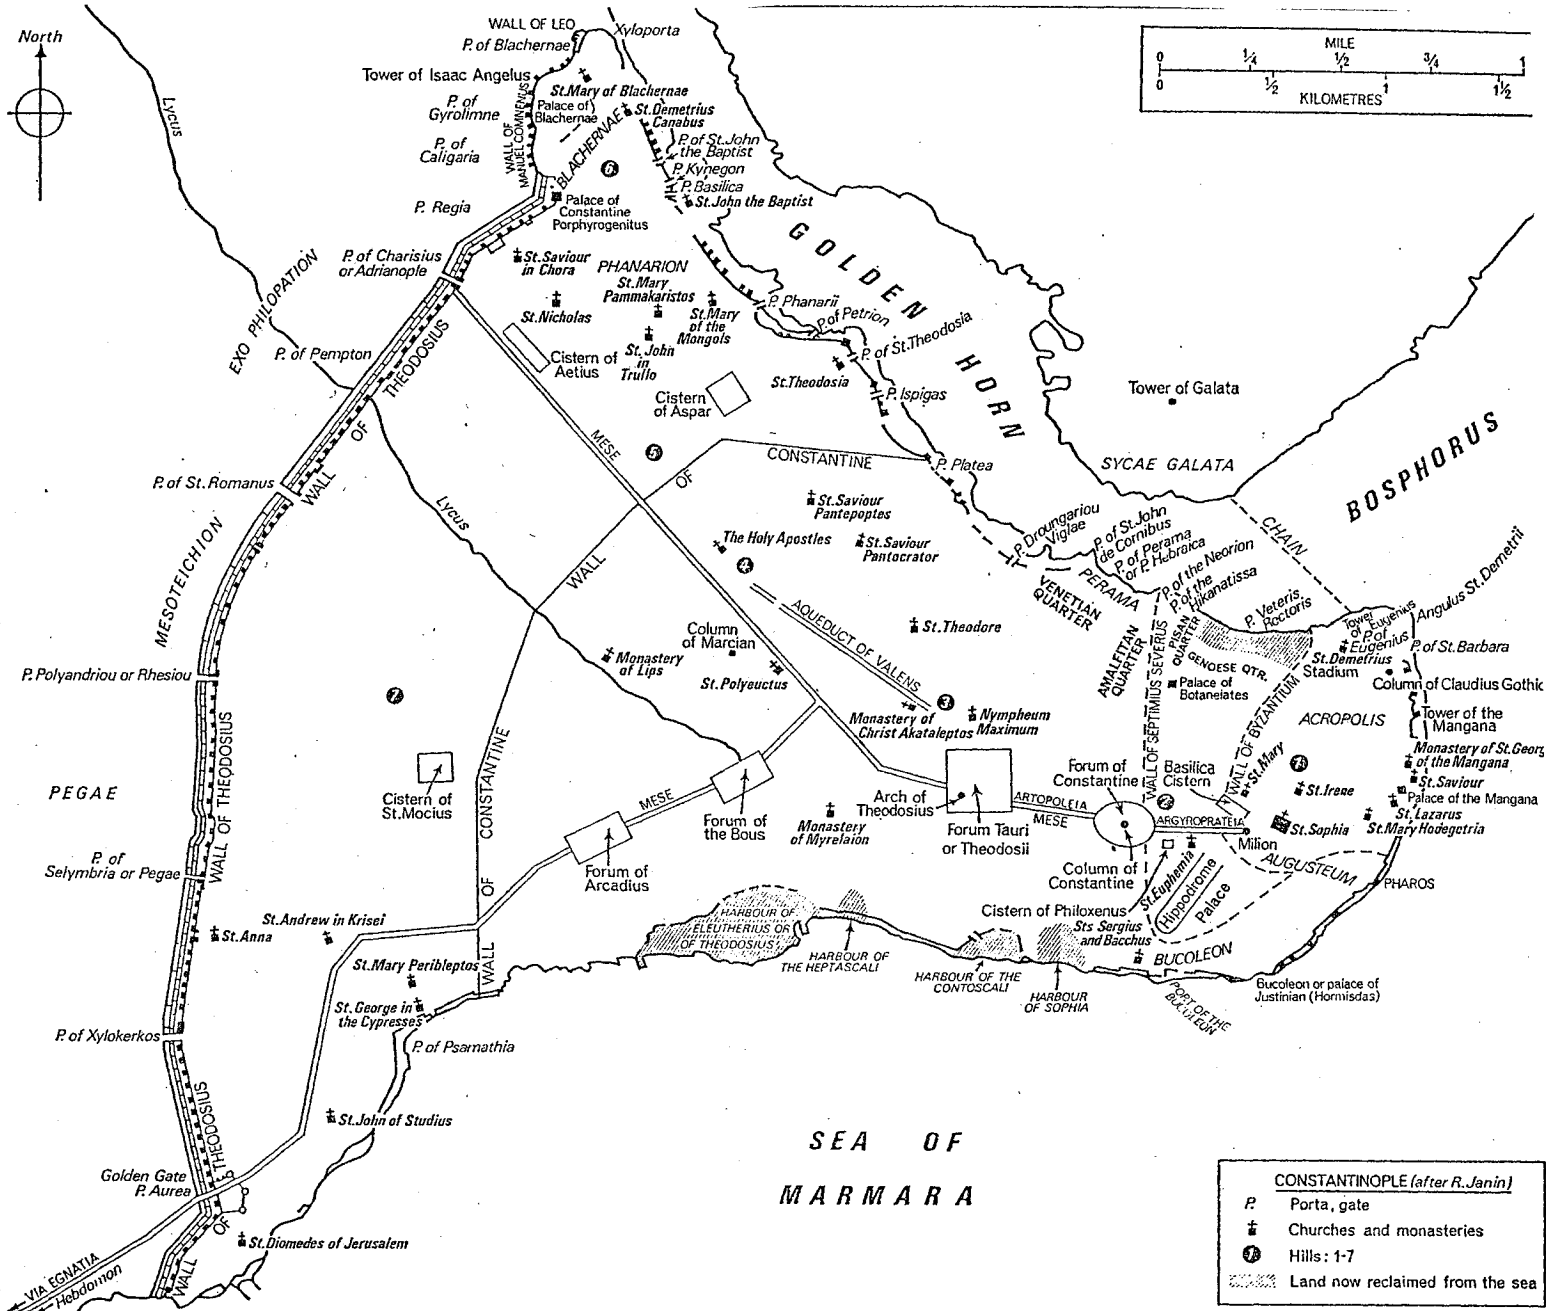 North
WALL OF LEO
Xyloporta
P. of Blachernae
Tower of Isaac Angelus
St.Mary of Blachernae
P. of
Gyrolimne
WALL OF
MANUEL COMNENUS
Palace of
Blachernae
St.Demetrius
Canabus
BLACHERNAE
P. of
Caligaria
P. of St.John
the Baptist
P. Kynegon
P. Basilica
St.John the Baptist
6
P. Regia
Palace of
Constantine
Porphyrogenitus
MILE
0 1/4 1/2 3/4 1
0 1/2 1 1½
KILOMETRES
Lycus
P. of Charisius
or Adrianople
St.Saviour
in Chora
PHANARION
St.Mary
Pammakaristos
St.Nicholas
St.Mary
of the
Mongols
St.John
in
Trullo
EXO PHILOPATION
P. of Pempton
Cistern of
Aetius
Cistern
of Aspar
P. Phanarii
P. of Petrion
P. of St.Theodosia
St.Theodosia
P. Ispigas
GOLDEN HORN
Tower of Galata
SYCAE GALATA
BOSPHORUS
CHAIN
WALL OF THEODOSIUS
MESE
5
WALL OF CONSTANTINE
P. Platea
P. of St.Romanus
Lycus
St.Saviour
Pantepoptes
St.Saviour
Pantocrator
The Holy Apostles
4
P. Droungariou
Viglae
P. of St.John
de Cornibus
P. of Perama
or P. Hebraica
PERAMA
P. of the Neorion
P. of the
Hikanatissa
P. Veteris
Rectoris
Tower
of Eugenius
P. of
Eugenius
Angulus St.Demetrii
P. of St.Barbara
VENETIAN
QUARTER
AMALFITAN
QUARTER
PISAN
QUARTER
GENOESE QTR.
Palace of
Botaneiates
St.Demetrius
Stadium
Column of Claudius Gothic
MESOTEICHION
AQUEDUCT OF VALENS
St.Theodore
Column
of Marcian
Monastery
of Lips
St.Polyeuctus
P. Polyandriou or Rhesiou
7
3
Monastery of
Christ Akataleptos
Nympheum
Maximum
WALL OF SEPTIMIUS SEVERUS
WALL OF BYZANTIUM
ACROPOLIS
Tower of the
Mangana
Monastery of St.Georg
of the Mangana
St.Saviour
Palace of the Mangana
St.Lazarus
St.Mary Hodegetria
PEGAE
WALL OF THEODOSIUS
Cistern of
St.Mocius
CONSTANTINE
MESE
Forum of
the Bous
Monastery
of Myrelaion
Arch of
Theodosius
Forum Tauri
or Theodosii
ARTOPOLEIA
MESE
Forum of
Constantine
Basilica
Cistern
2
St.Mary
1
St.Irene
ARGYROPRATEIA
St.Sophia
Milion
AUGUSTEUM
PHAROS
P. of
Selymbria or Pegae
Forum of
Arcadius
OF
Column of
Constantine
St.Euphemia
Hippodrome
Palace
Cistern of Philoxenus
Sts Sergius
and Bacchus
BUCOLEON
Bucoleon or palace of
Justinian (Hormisdas)
PORT OF THE
BUCOLEON
St.Andrew in Krisei
St.Anna
HARBOUR OF
ELEUTHERIUS OR
OF THEODOSIUS
HARBOUR OF
THE HEPTASCALI
HARBOUR OF THE
CONTOSCALI
HARBOUR
OF SOPHIA
St.Mary Peribleptos
WALL
St.George in
the Cypresses
P. of Xylokerkos
P. of Psamathia
St.John of Studius
SEA OF
MARMARA
Golden Gate
P. Aurea
WALL OF THEODOSIUS
St.Diomedes of Jerusalem
VIA EGNATIA
Hebdomon
CONSTANTINOPLE (after R.Janin)
P. Porta, gate
Churches and monasteries
1 Hills: 1-7
Land now reclaimed from the sea